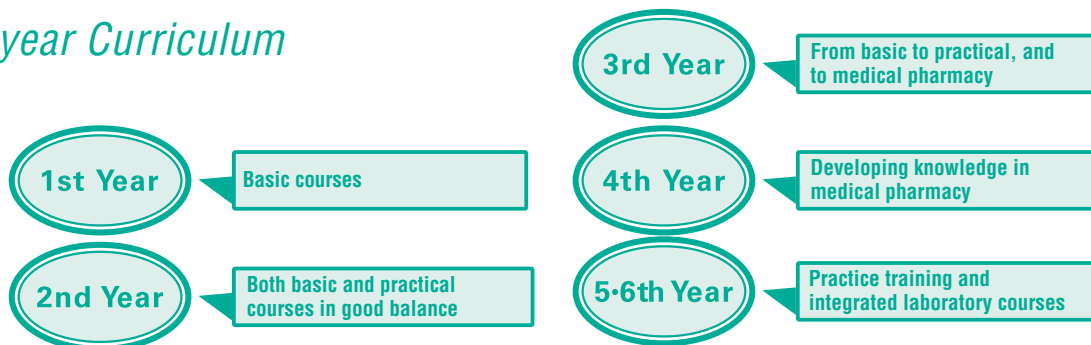 year Curriculum
1st Year
Basic courses
2nd Year
Both basic and practical
courses in good balance
3rd Year
From basic to practical, and
to medical pharmacy
4th Year
Developing knowledge in
medical pharmacy
5·6th Year
Practice training and
integrated laboratory courses